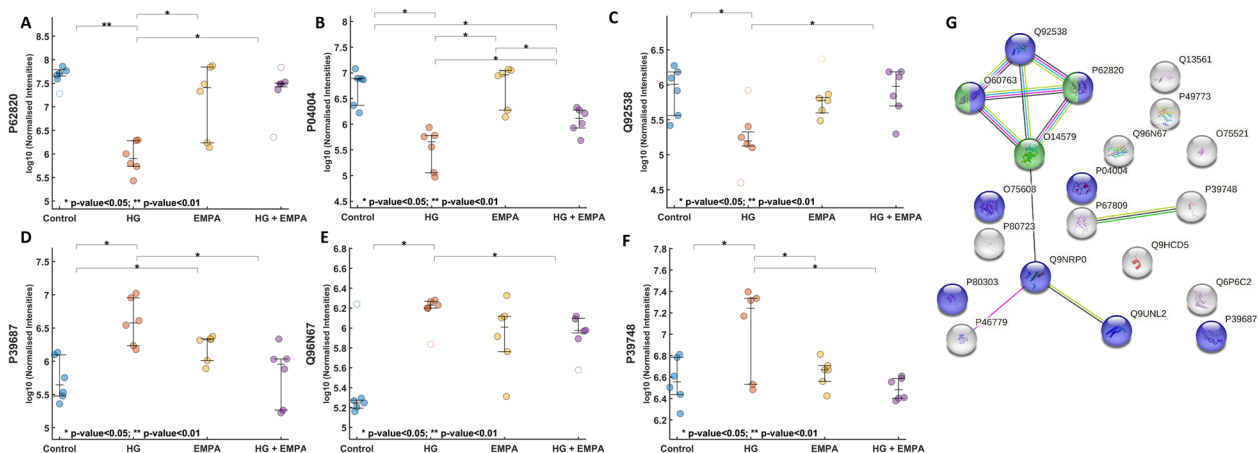 A
P62820
log10 (Normalised Intensities)
8.5
8
7.5
7
6.5
6
5.5
5
**
*
*
* p-value<0.05; ** p-value<0.01
Control HG EMPA HG + EMPA
B
P04004
log10 (Normalised Intensities)
8
7.5
7
6.5
6
5.5
5
4.5
4
*
*
*
*
*
* p-value<0.05; ** p-value<0.01
Control HG EMPA HG + EMPA
C
Q92538
log10 (Normalised Intensities)
6.5
6
5.5
5
4.5
*
*
* p-value<0.05; ** p-value<0.01
Control HG EMPA HG + EMPA
D
P39687
log10 (Normalised Intensities)
7.5
7
6.5
6
5.5
5
*
*
*
* p-value<0.05; ** p-value<0.01
Control HG EMPA HG + EMPA
E
Q96N67
log10 (Normalised Intensities)
6.8
6.6
6.4
6.2
6
5.8
5.6
5.4
5.2
5
4.8
*
*
* p-value<0.05; ** p-value<0.01
Control HG EMPA HG + EMPA
F
P39748
log10 (Normalised Intensities)
7.8
7.6
7.4
7.2
7
6.8
6.6
6.4
6.2
6
*
*
*
* p-value<0.05; ** p-value<0.01
Control HG EMPA HG + EMPA
G
Q92538
Q13561
O60763
P62820
P49773
O14579
Q96N67
O75521
P04004
O75608
P39748
P67809
P80723
Q9HCD5
Q9NRP0
P80303
Q6P6C2
P46779
Q9UNL2
P39687